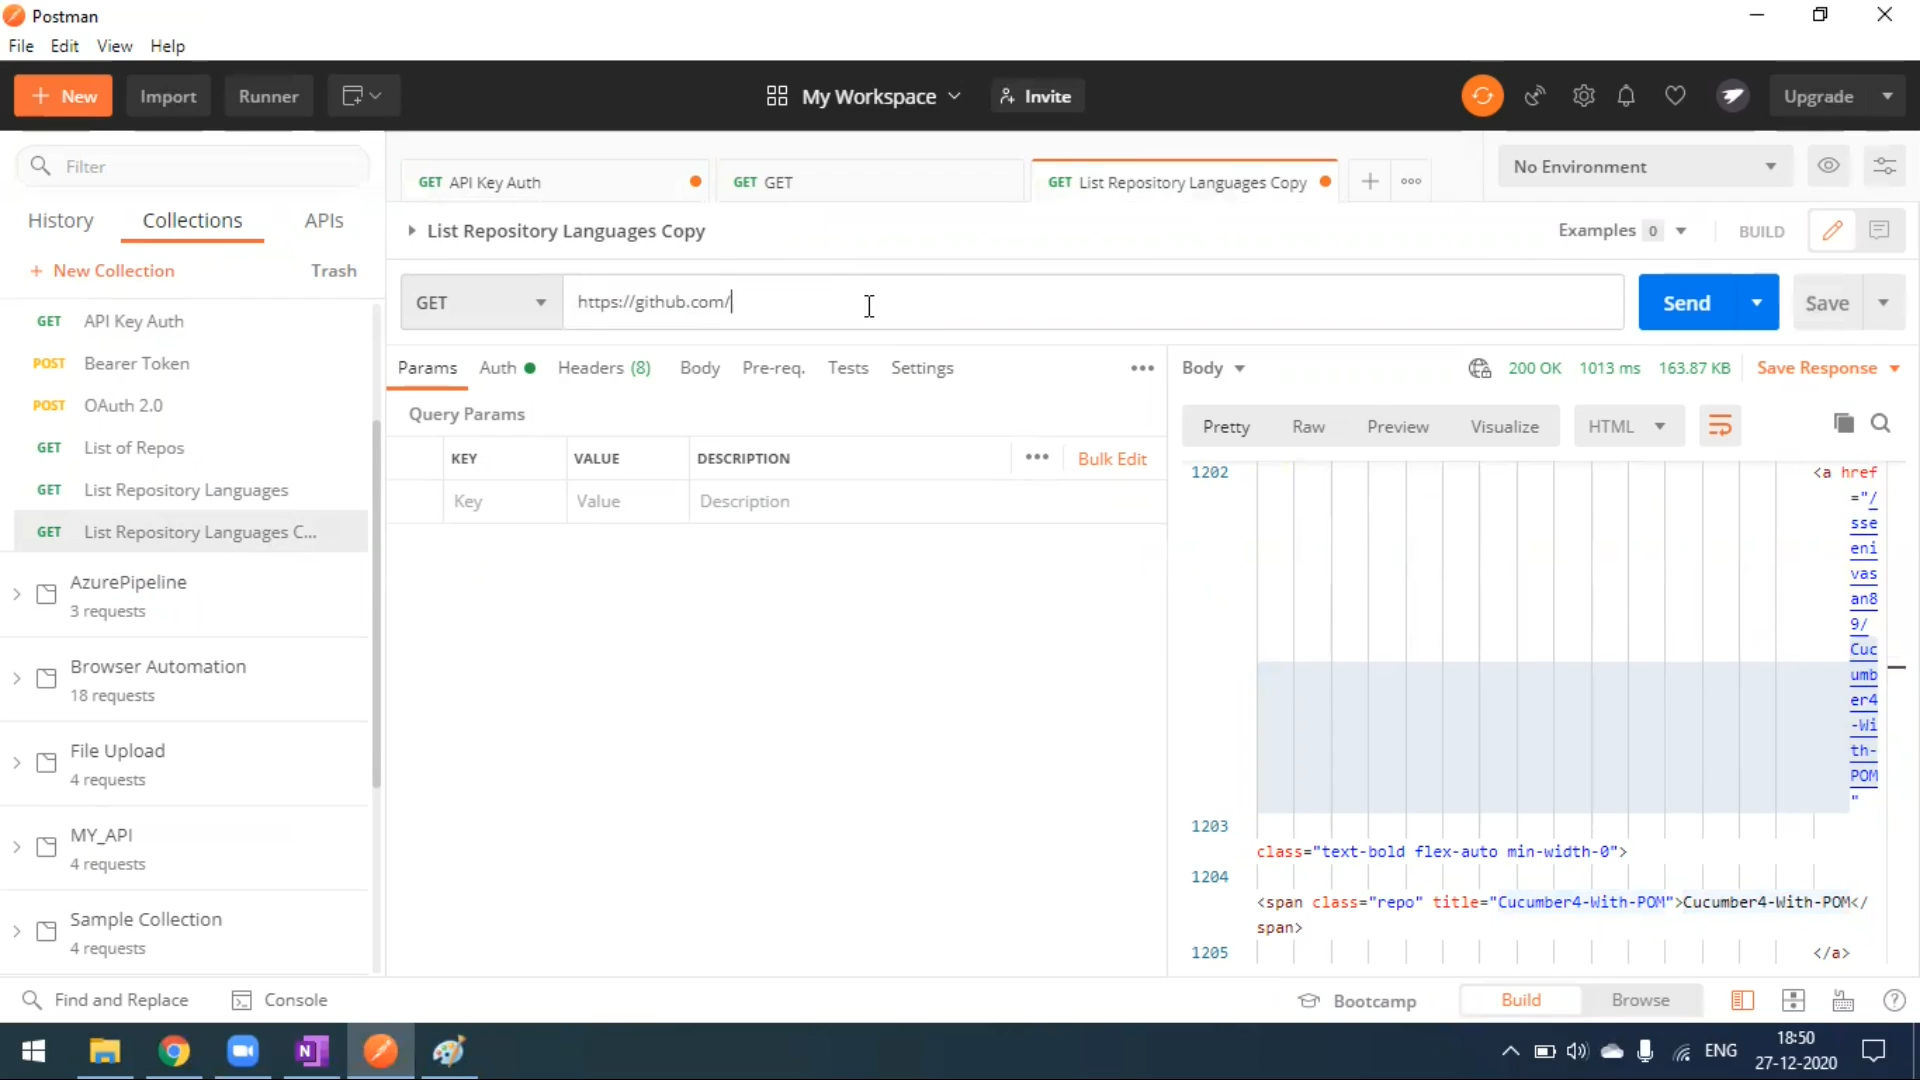 Postman
File Edit View Help
New Import Runner My Workspace Invite Upgrade
Filter
History Collections APIs
+ New Collection Trash
GET API Key Auth
POST Bearer Token
POST OAuth 2.0
GET List of Repos
GET List Repository Languages
GET List Repository Languages C...
AzurePipeline
3 requests
Browser Automation
18 requests
File Upload
4 requests
MY_API
4 requests
Sample Collection
4 requests
GET API Key Auth GET GET GET List Repository Languages Copy No Environment
List Repository Languages Copy Examples 0 BUILD
GET https://github.com/ Send Save
Params Auth Headers (8) Body Pre-req. Tests Settings
Query Params
KEY VALUE DESCRIPTION Bulk Edit
Key Value Description
Body 200 OK 1013 ms 163.87 KB Save Response
Pretty Raw Preview Visualize HTML
1202 <a href
="/
sse
eni
vas
an8
9/
Cuc
umb
er4
-Wi
th-
POM
"
1203
class="text-bold flex-auto min-width-0">
1204
<span class="repo" title="Cucumber4-With-POM">Cucumber4-With-POM</
span>
1205 </a>
Find and Replace Console Bootcamp Build Browse
N ENG 18:50
27-12-2020